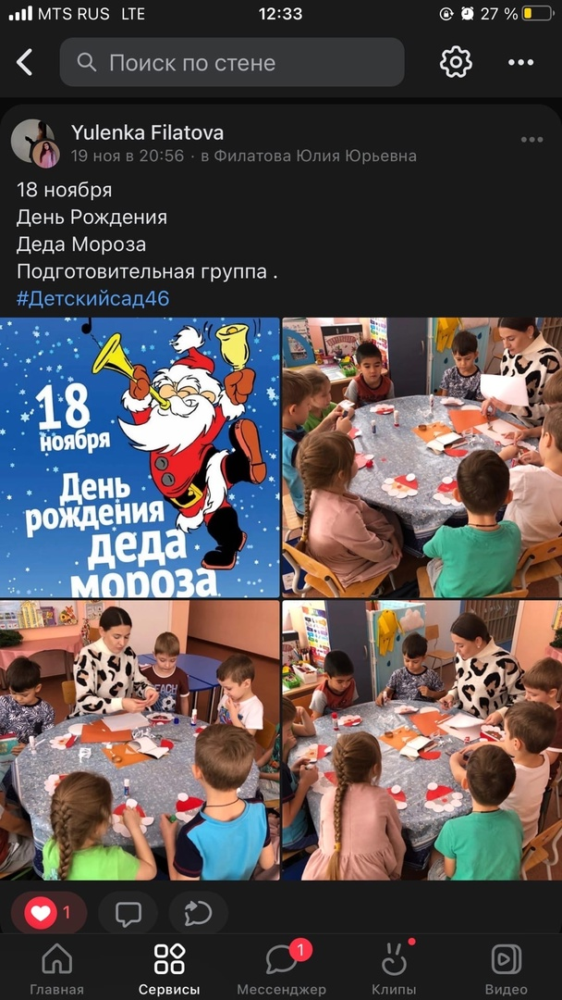 MTS RUS LTE 12:33 27 %
Поиск по стене
Yulenka Filatova
19 ноя в 20:56 · в Филатова Юлия Юрьевна
18 ноября
День Рождения
Деда Мороза
Подготовительная группа .
#Детскийсад46
18
ноября
День
рождения
деда
мороза
1
1
Главная Сервисы Мессенджер Клипы Видео